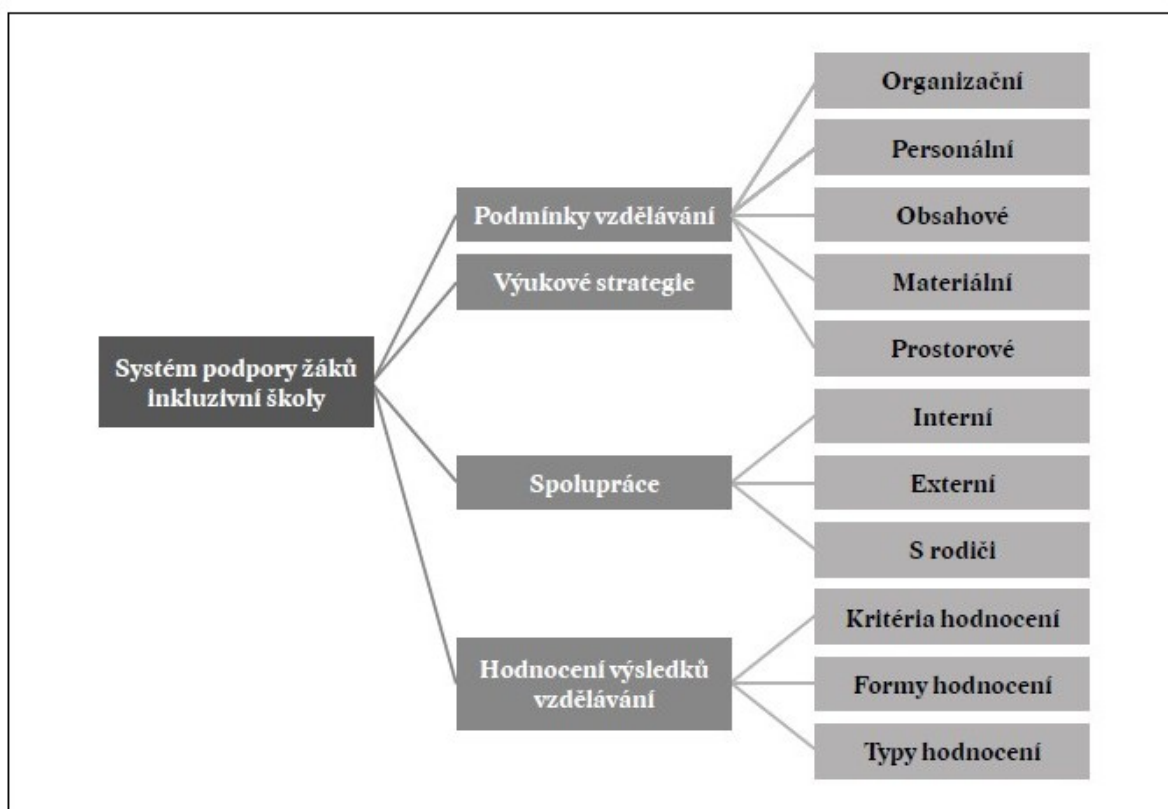 Systém podpory žáků
inkluzivní školy
Podmínky vzdělávání
Výukové strategie
Spolupráce
Hodnocení výsledků
vzdělávání
Organizační
Personální
Obsahové
Materiální
Prostorové
Interní
Externí
S rodiči
Kritéria hodnocení
Formy hodnocení
Typy hodnocení